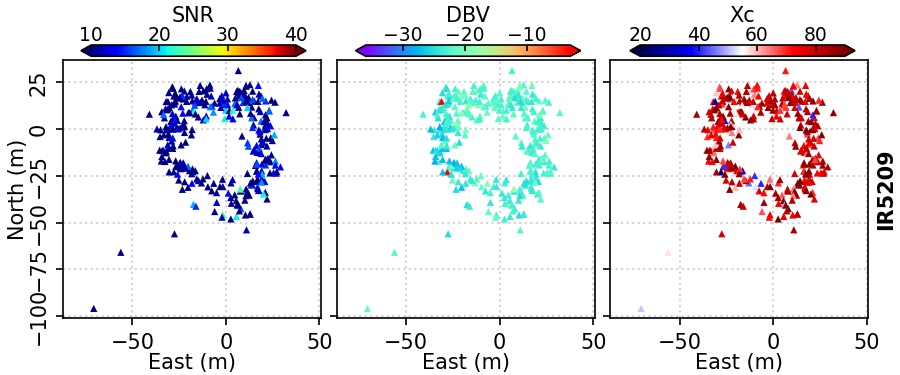 SNR DBV Xc
10 20 30 40 −30 −20 −10 20 40 60 80
North (m)
25
0
−25
−50
−75
−100
−50 0 50 −50 0 50 −50 0 50
East (m) East (m) East (m)
IR5209